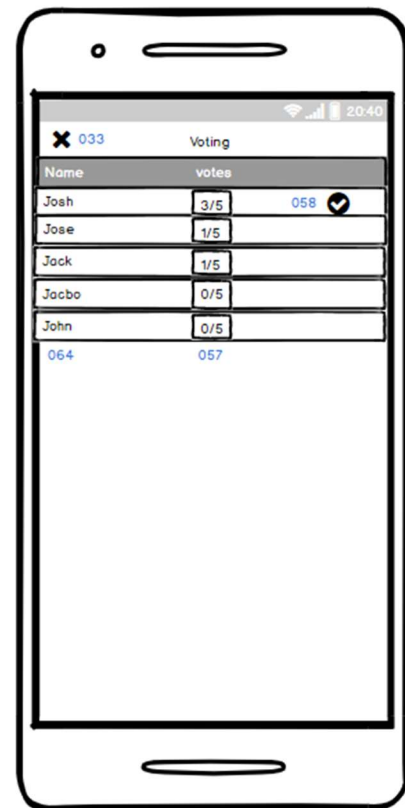 20:40
033 Voting
Name votes
Josh 3/5 058
Jose 1/5
Jack 1/5
Jacbo 0/5
John 0/5
064 057